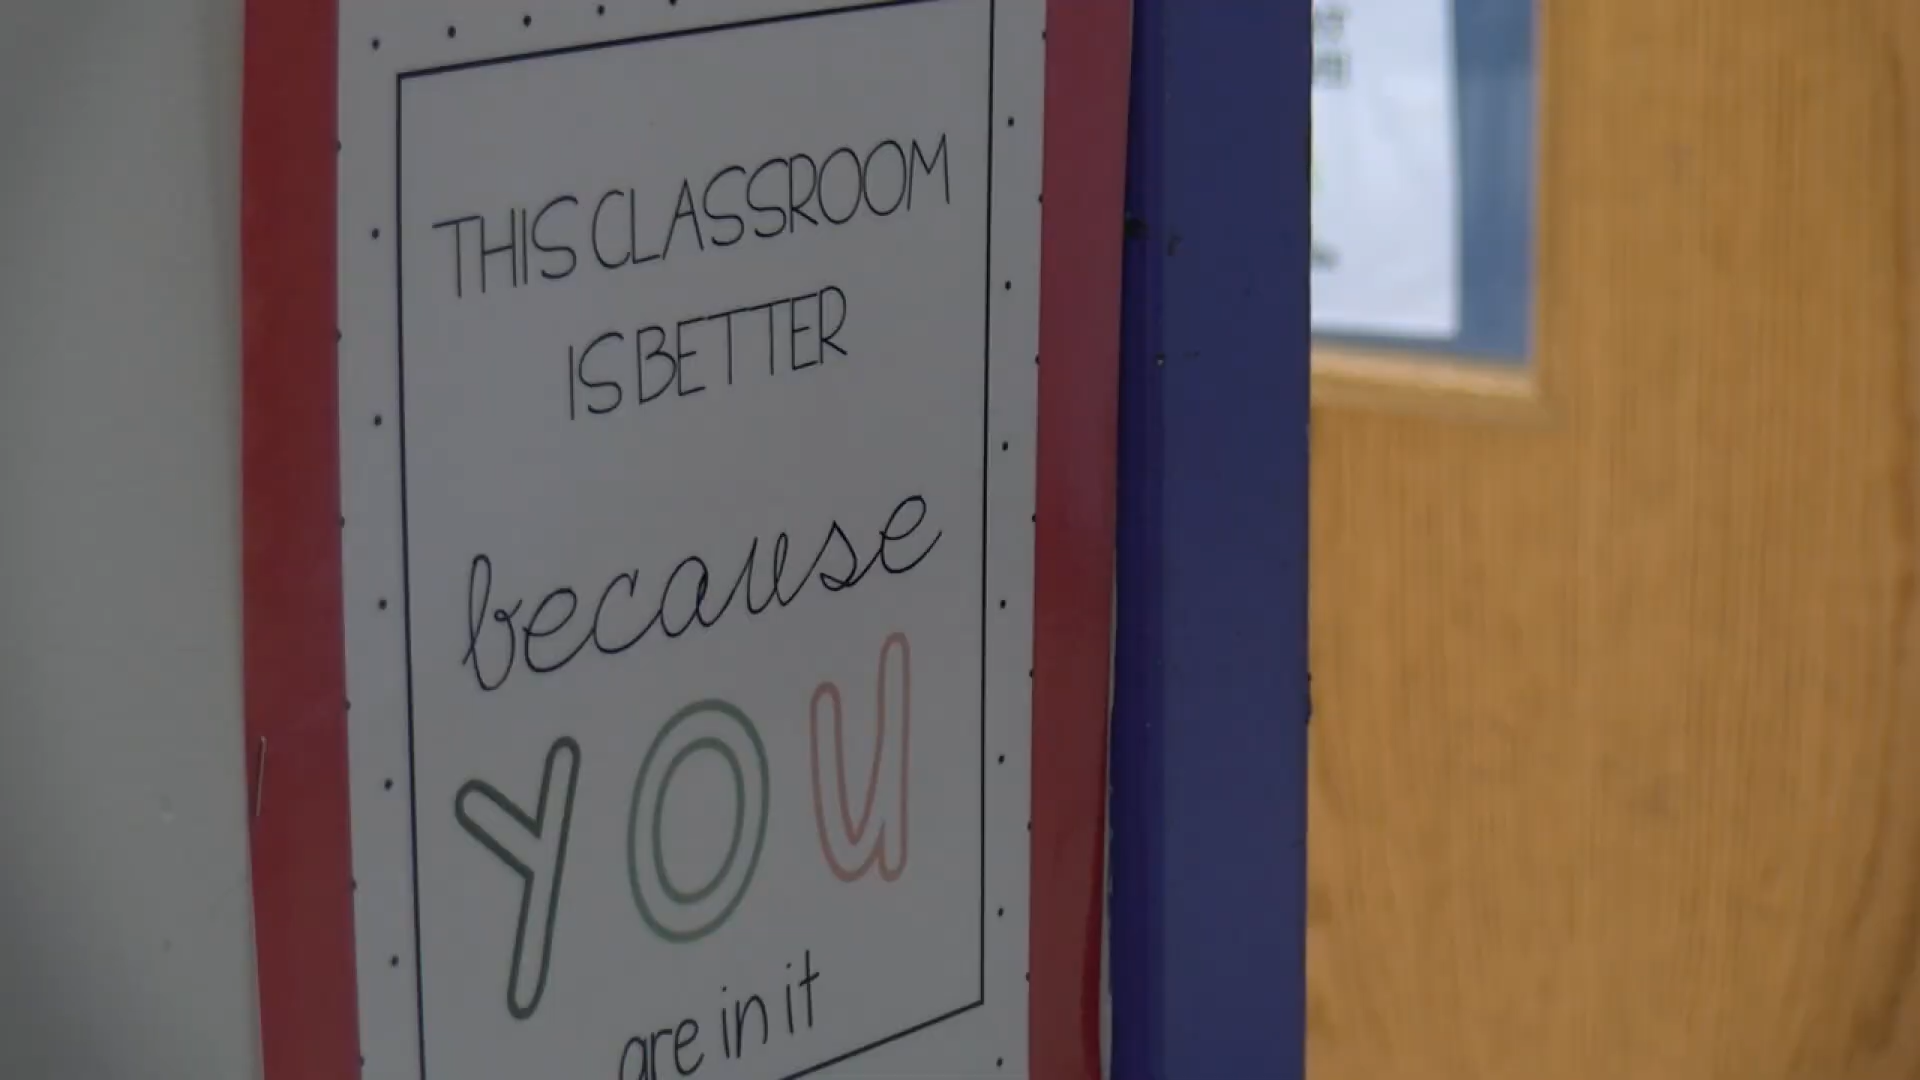 THIS CLASSROOM
IS BETTER
because
YOU
are in it